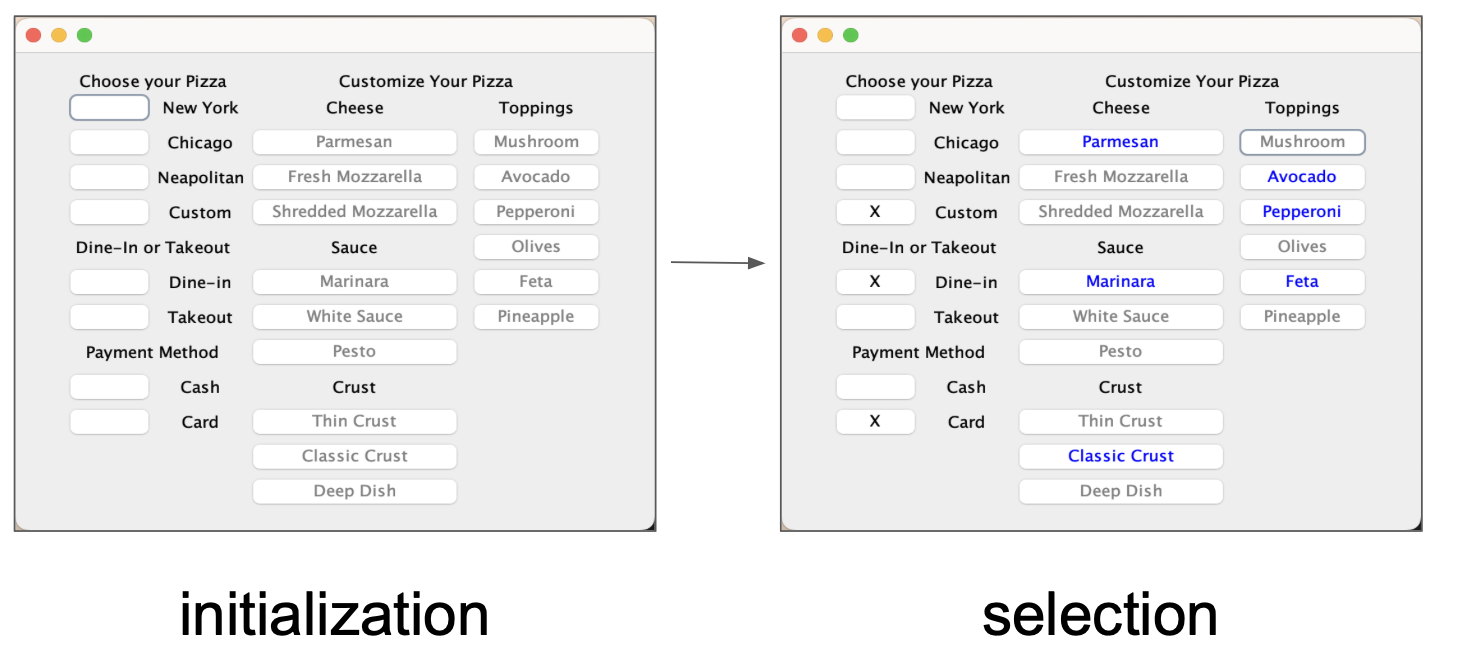 Choose your Pizza Customize Your Pizza
New York Cheese Toppings
Chicago Parmesan Mushroom
Neapolitan Fresh Mozzarella Avocado
Custom Shredded Mozzarella Pepperoni
Dine-In or Takeout Sauce Olives
Dine-in Marinara Feta
Takeout White Sauce Pineapple
Payment Method Pesto
Cash Crust
Card Thin Crust
Classic Crust
Deep Dish
initialization
Choose your Pizza Customize Your Pizza
New York Cheese Toppings
Chicago Parmesan Mushroom
Neapolitan Fresh Mozzarella Avocado
X Custom Shredded Mozzarella Pepperoni
Dine-In or Takeout Sauce Olives
X Dine-in Marinara Feta
Takeout White Sauce Pineapple
Payment Method Pesto
Cash Crust
X Card Thin Crust
Classic Crust
Deep Dish
selection